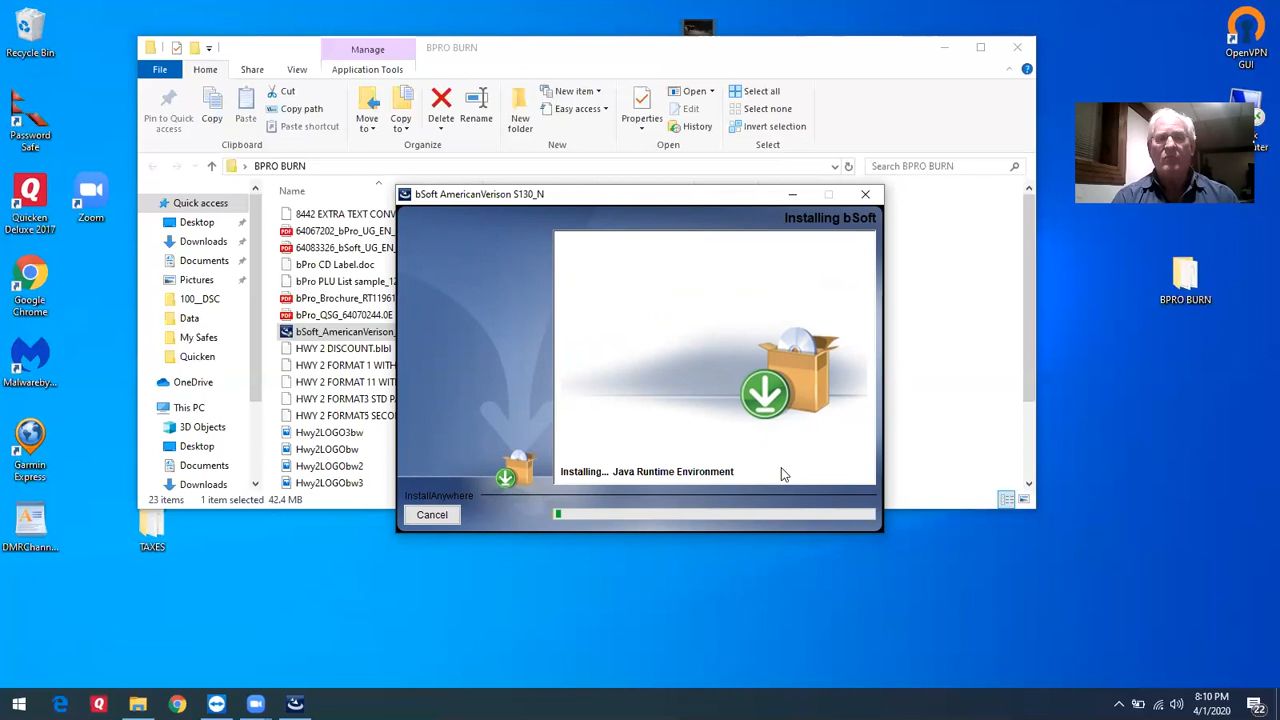 Recycle Bin
Password
Safe
Quicken
Deluxe 2017
Zoom
Google
Chrome
Malwareby...
Garmin
Express
DMRChann...
TAXES
OpenVPN
GUI
BPRO BURN
Manage
BPRO BURN
File
Home
Share
View
Application Tools
Pin to Quick
access
Copy
Paste
Cut
Copy path
Paste shortcut
Clipboard
Move
to
Copy
to
Delete
Rename
Organize
New
folder
New item
Easy access
New
Properties
Open
Edit
History
Open
Select all
Select none
Invert selection
Select
BPRO BURN
Search BPRO BURN
Quick access
Desktop
Downloads
Documents
Pictures
100__DSC
Data
My Safes
Quicken
OneDrive
This PC
3D Objects
Desktop
Documents
Downloads
Name
8442 EXTRA TEXT CONV
64067202_bPro_UG_EN_
64083326_bSoft_UG_EN_
bPro CD Label.doc
bPro PLU List sample_12
bPro_Brochure_RT11961
bPro_QSG_64070244.0E
bSoft_AmericanVerison_
HWY 2 DISCOUNT.blbl
HWY 2 FORMAT 1 WITH
HWY 2 FORMAT 11 WITH
HWY 2 FORMAT3 STD PA
HWY 2 FORMAT5 SECO
Hwy2LOGO3bw
Hwy2LOGObw
Hwy2LOGObw2
Hwy2LOGObw3
23 items
1 item selected 42.4 MB
bSoft AmericanVerison S130_N
Installing bSoft
Installing... Java Runtime Environment
InstallAnywhere
Cancel
8:10 PM
4/1/2020
22